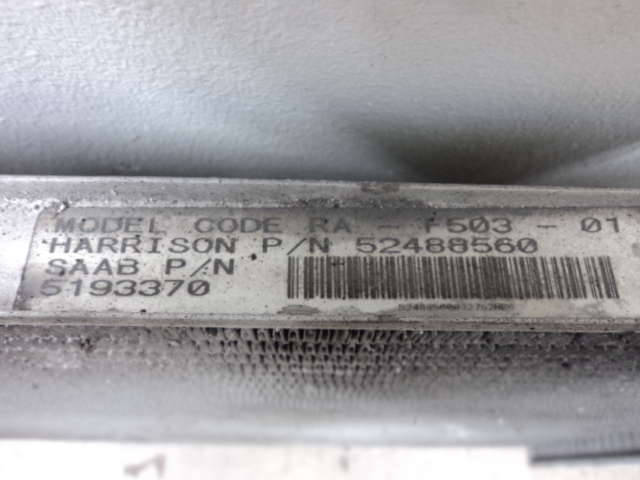 MODEL CODE RA - F503 - 01
HARRISON P/N 52488560
SAAB P/N
5193370